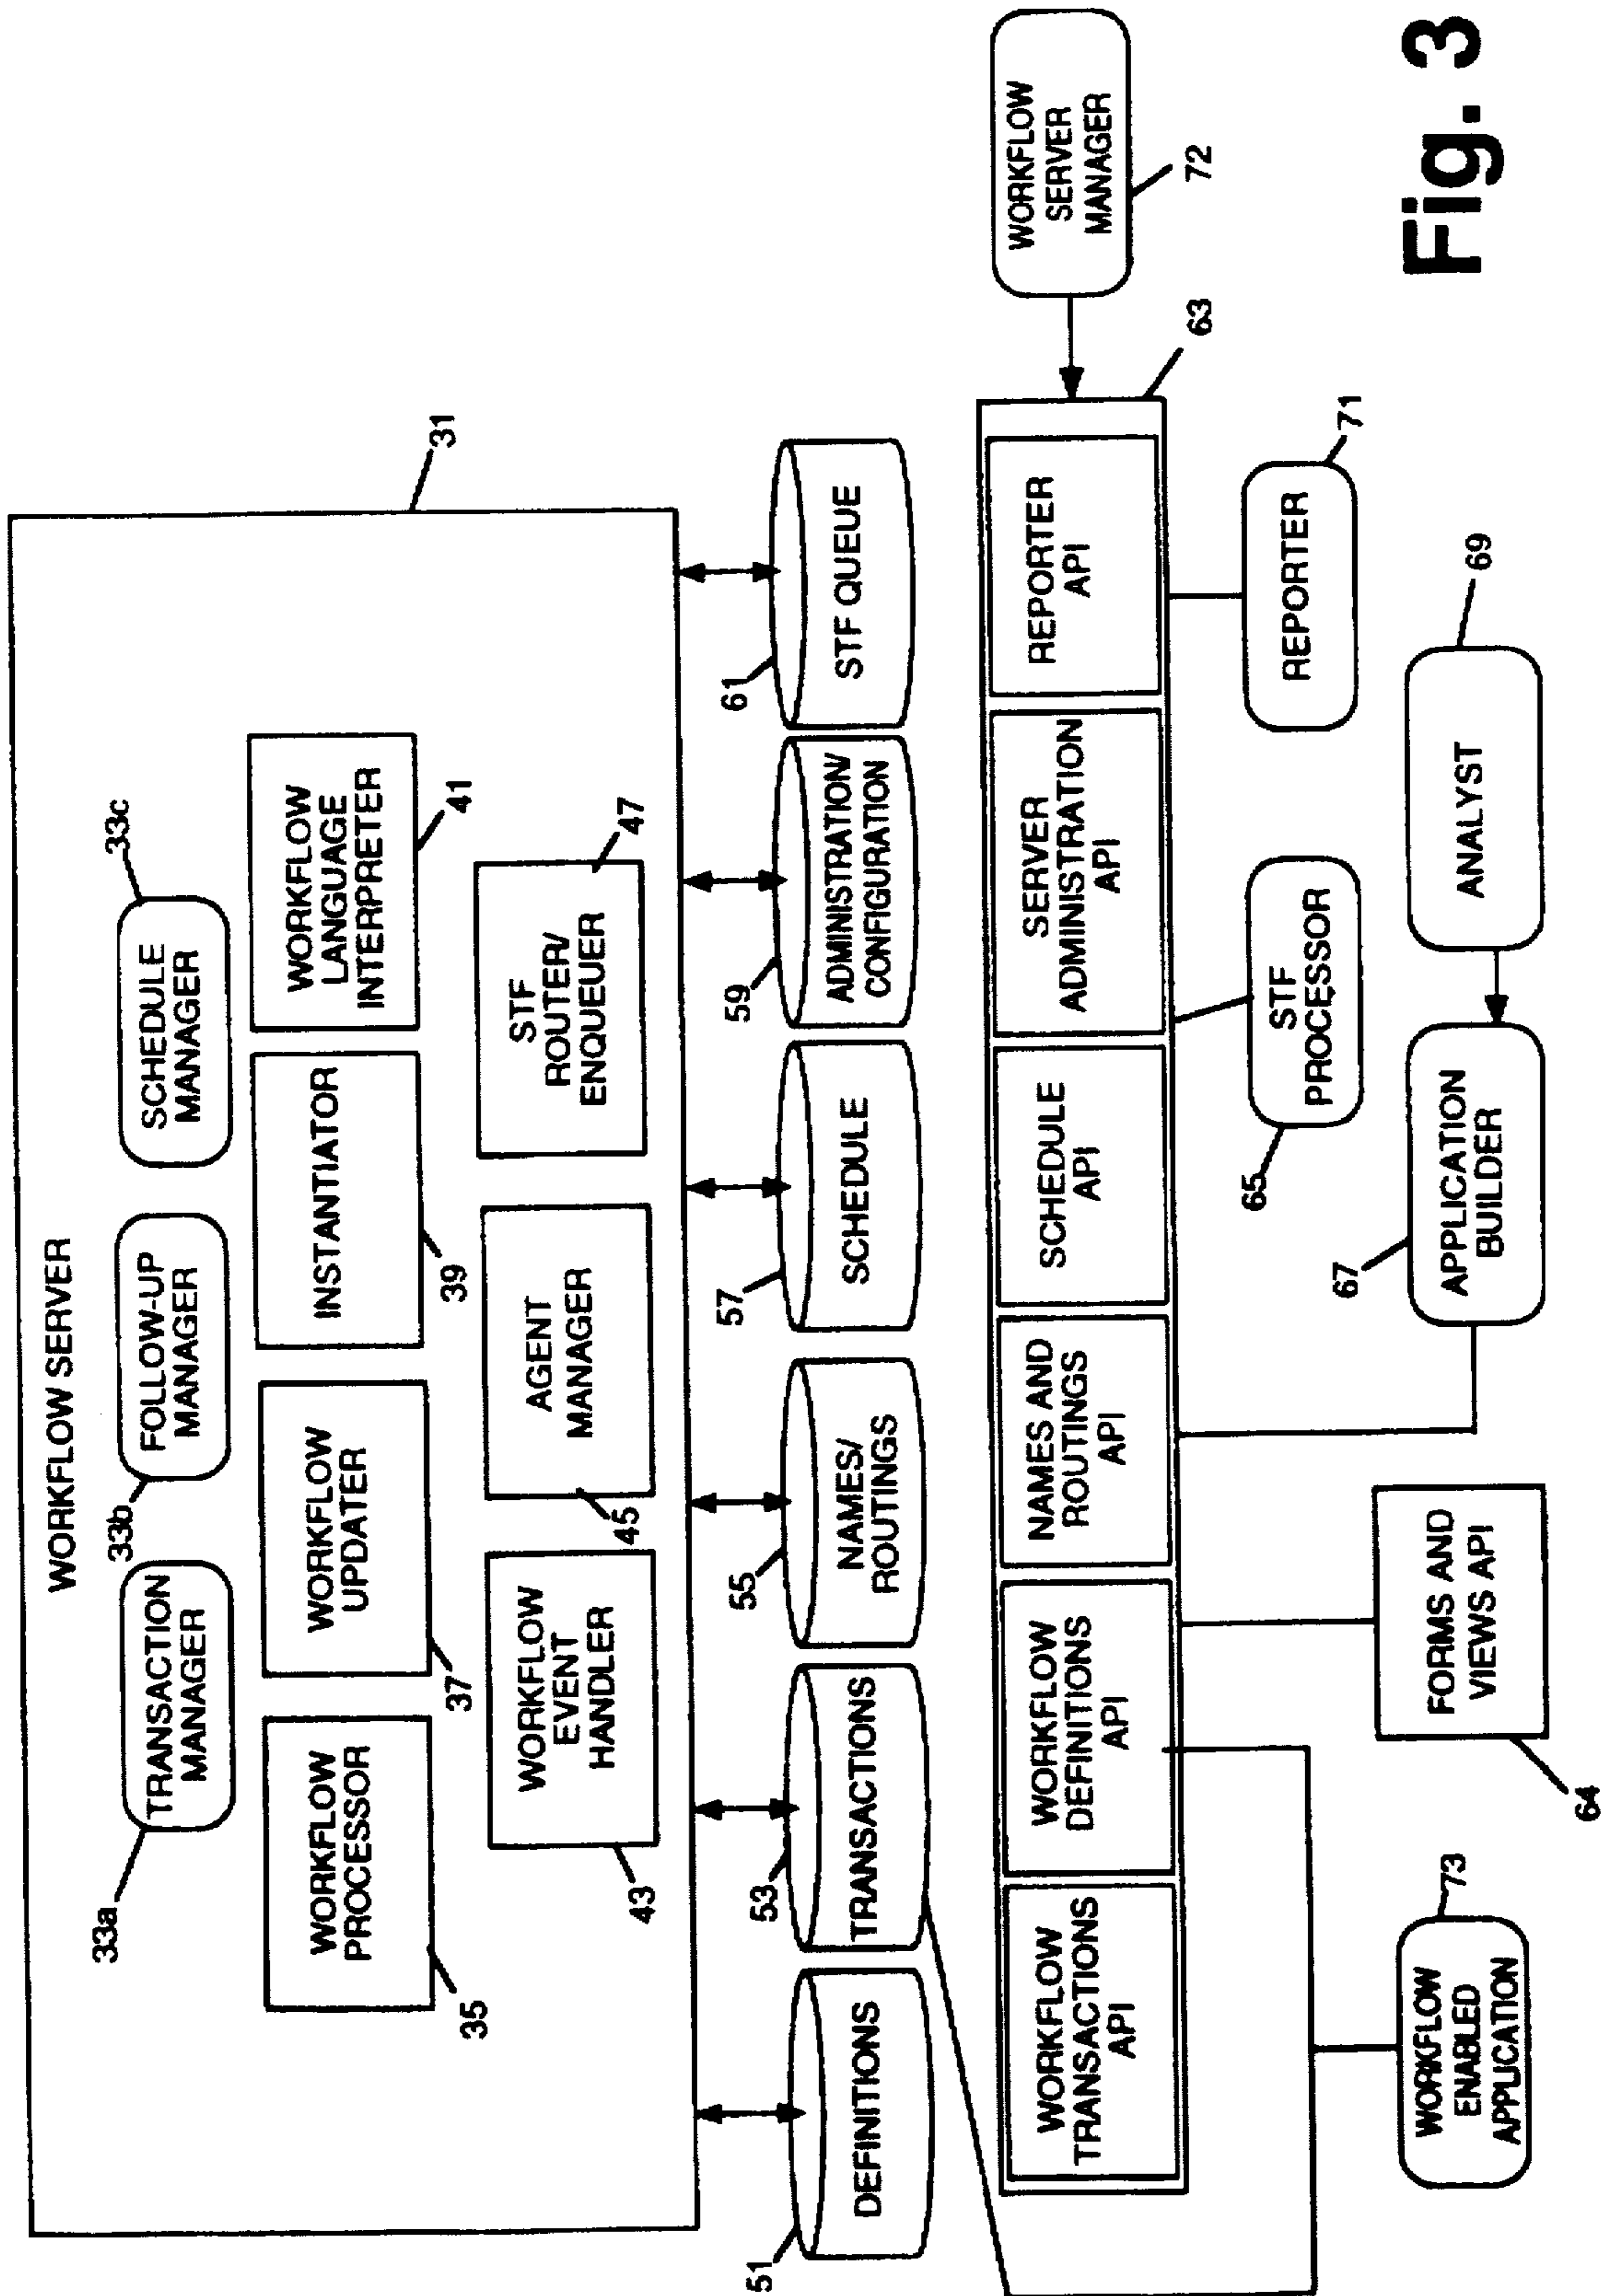 WORKFLOW SERVER
31
33a
TRANSACTION
MANAGER
33b
FOLLOW-UP
MANAGER
33c
SCHEDULE
MANAGER
WORKFLOW
PROCESSOR
35
WORKFLOW
UPDATER
37
INSTANTIATOR
39
WORKFLOW
LANGUAGE
INTERPRETER
41
WORKFLOW
EVENT
HANDLER
43
AGENT
MANAGER
45
STF
ROUTER/
ENQUEUER
47
51
DEFINITIONS
53
TRANSACTIONS
55
NAMES/
ROUTINGS
57
SCHEDULE
59
ADMINISTRATION/
CONFIGURATION
61
STF QUEUE
WORKFLOW
TRANSACTIONS
API
WORKFLOW
DEFINITIONS
API
NAMES AND
ROUTINGS
API
SCHEDULE
API
SERVER
ADMINISTRATION
API
REPORTER
API
63
WORKFLOW
SERVER
MANAGER
72
65
STF
PROCESSOR
REPORTER
71
WORKFLOW
ENABLED
APPLICATION
73
FORMS AND
VIEWS API
64
67
APPLICATION
BUILDER
ANALYST
69
Fig. 3